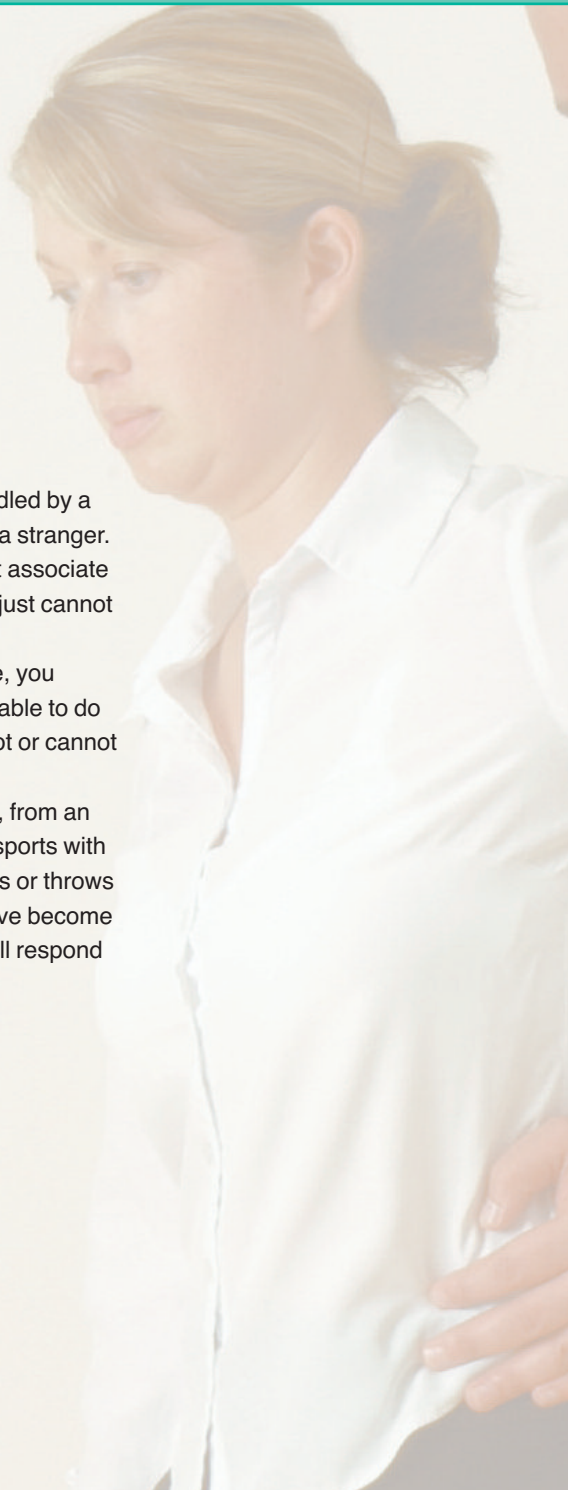 dled by a
a stranger.
associate
just cannot
, you
able to do
ot or cannot
, from an
sports with
s or throws
ve become
ll respond